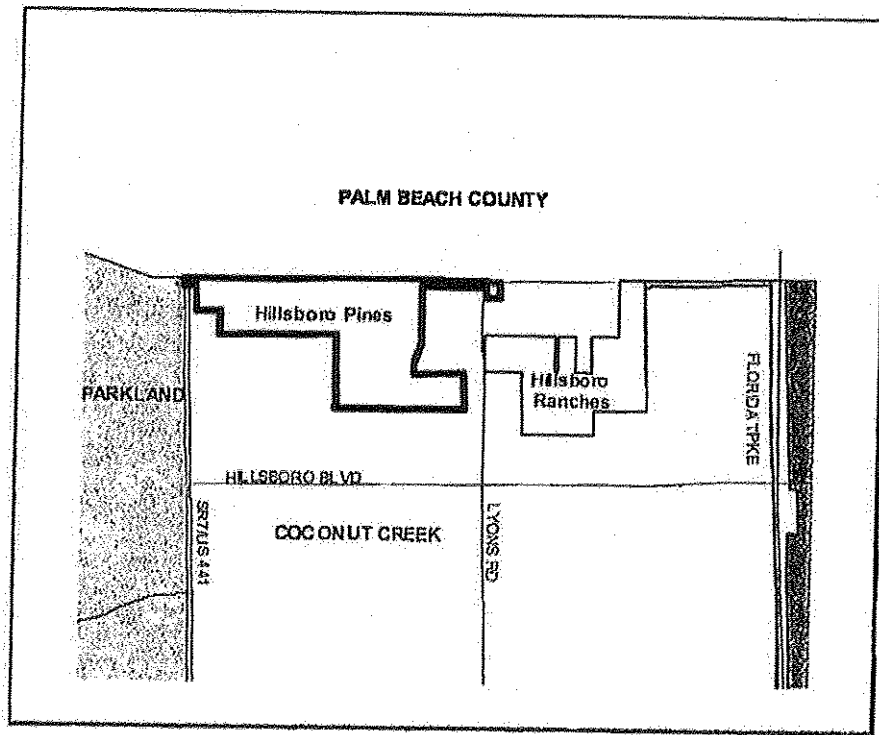 PALM BEACH COUNTY
Hillsboro Pines
PARKLAND
Hillsboro
Ranches
FLORIDA TPKE
HILLSBORO BLVD
SR7/US 441
COCONUT CREEK
LYONS RD